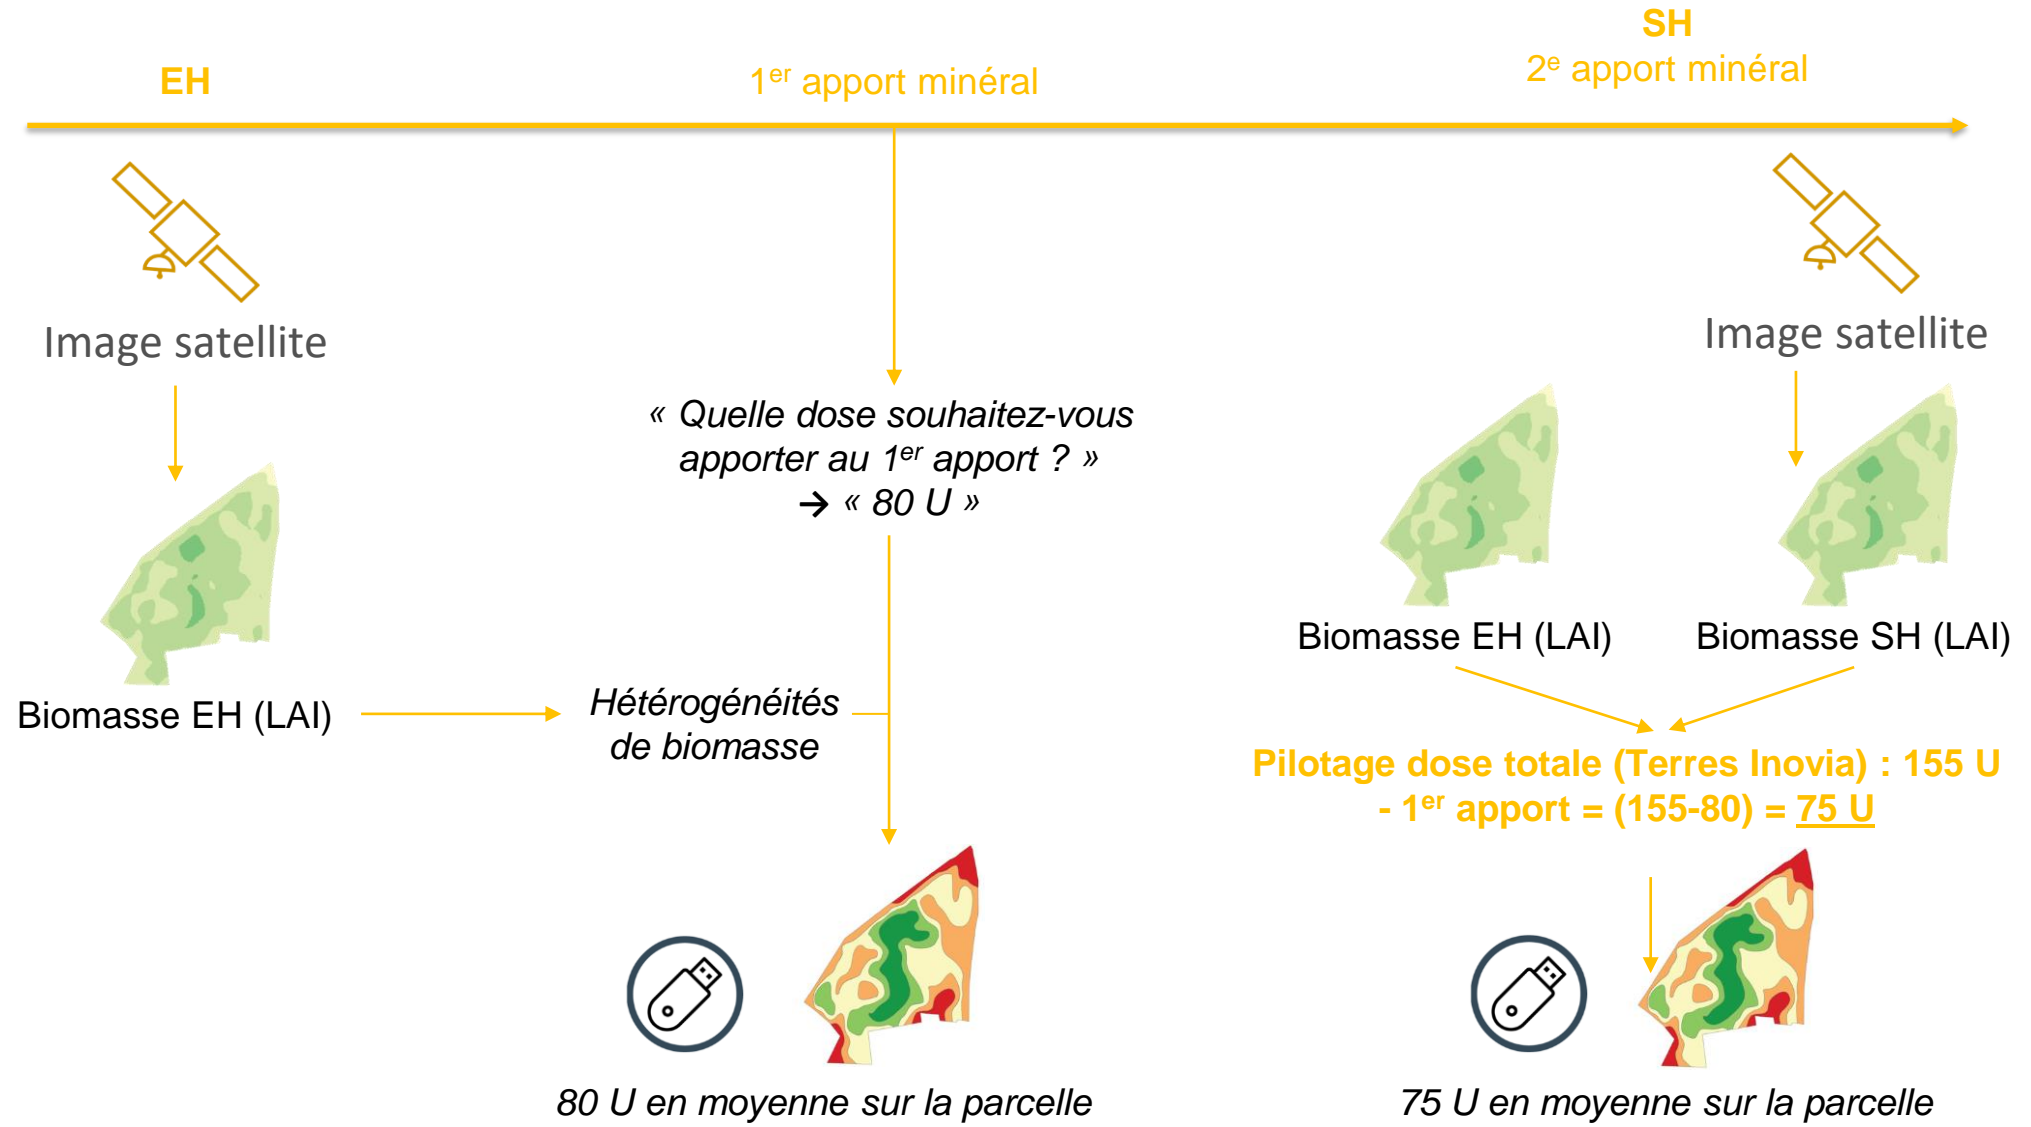 EH
1er apport minéral
SH
2e apport minéral
Image satellite
Image satellite
« Quelle dose souhaitez-vous
apporter au 1er apport ? »
→ « 80 U »
Biomasse EH (LAI)
Hétérogénéités
de biomasse
Biomasse EH (LAI)
Biomasse SH (LAI)
Pilotage dose totale (Terres Inovia) : 155 U
- 1er apport = (155-80) = 75 U
80 U en moyenne sur la parcelle
75 U en moyenne sur la parcelle